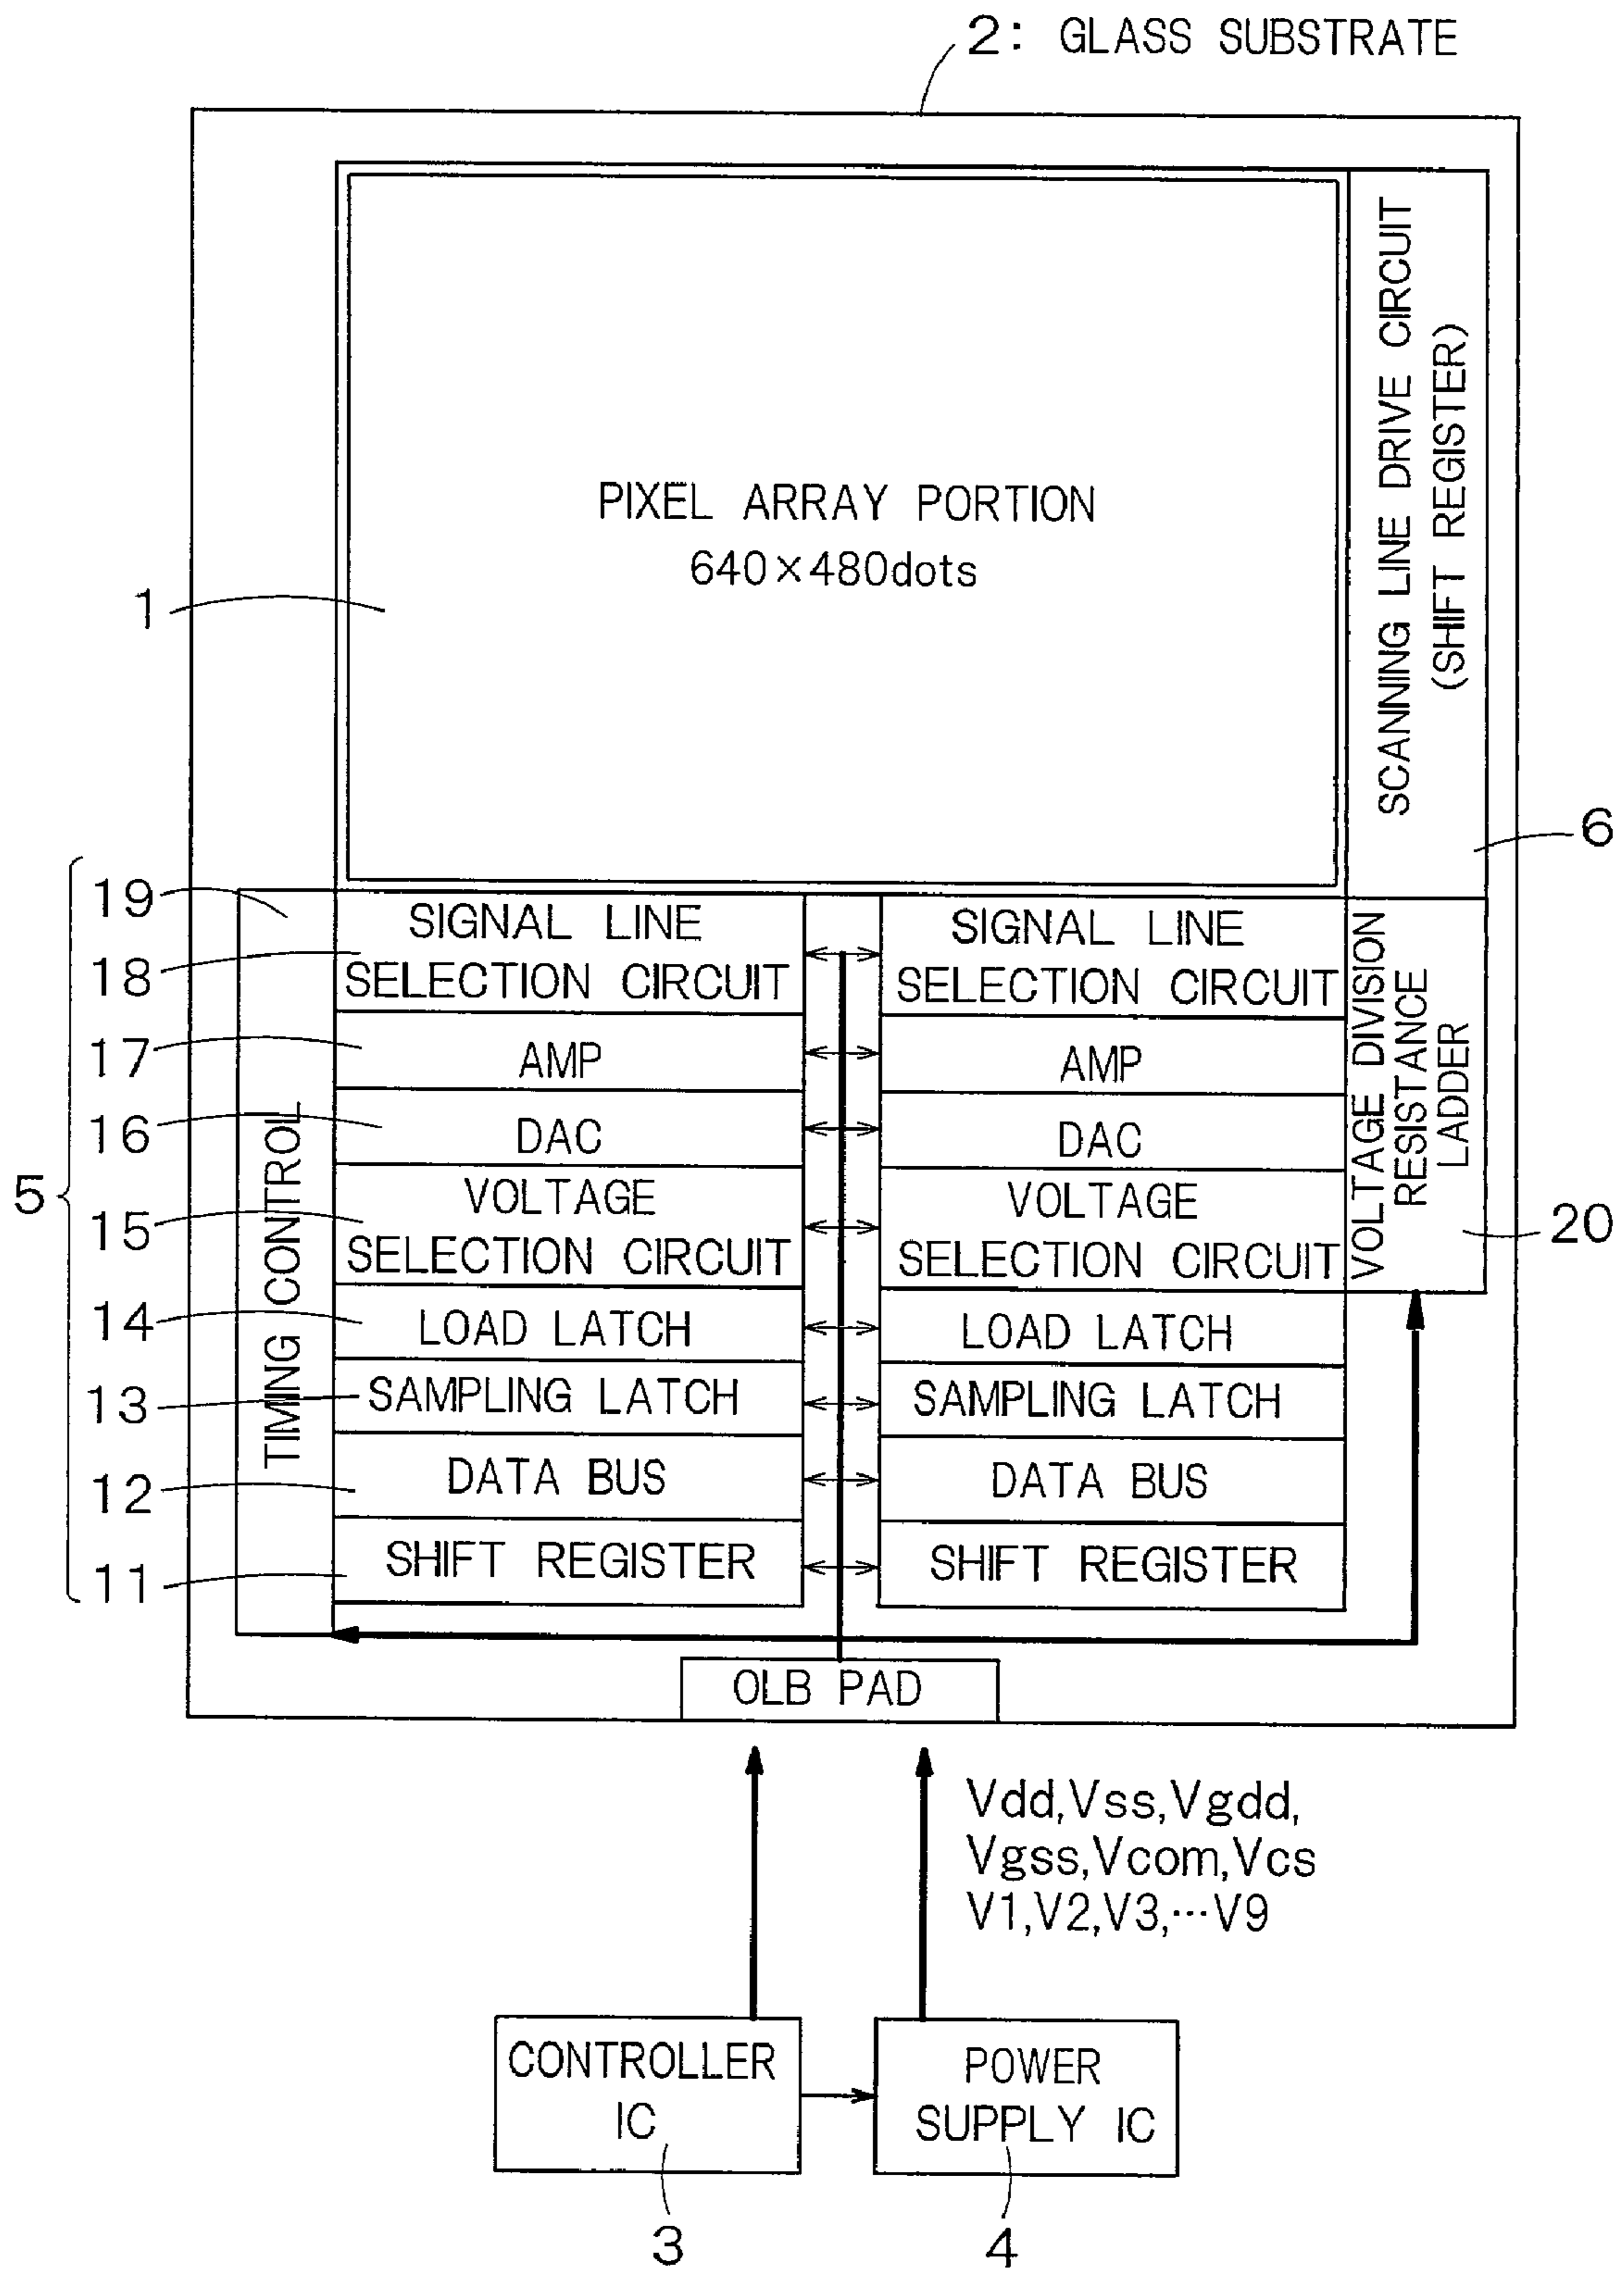 2: GLASS SUBSTRATE
PIXEL ARRAY PORTION
640×480dots
1
SCANNING LINE DRIVE CIRCUIT
(SHIFT REGISTER)
6
5
19
TIMING CONTROL
18
SIGNAL LINE
SELECTION CIRCUIT
SIGNAL LINE
SELECTION CIRCUIT
17
AMP
AMP
16
DAC
DAC
15
VOLTAGE
SELECTION CIRCUIT
VOLTAGE
SELECTION CIRCUIT
VOLTAGE DIVISION
RESISTANCE
LADDER
20
14
LOAD LATCH
LOAD LATCH
13
SAMPLING LATCH
SAMPLING LATCH
12
DATA BUS
DATA BUS
11
SHIFT REGISTER
SHIFT REGISTER
OLB PAD
Vdd,Vss,Vgdd,
Vgss,Vcom,Vcs
V1,V2,V3,···V9
CONTROLLER
IC
POWER
SUPPLY IC
3
4